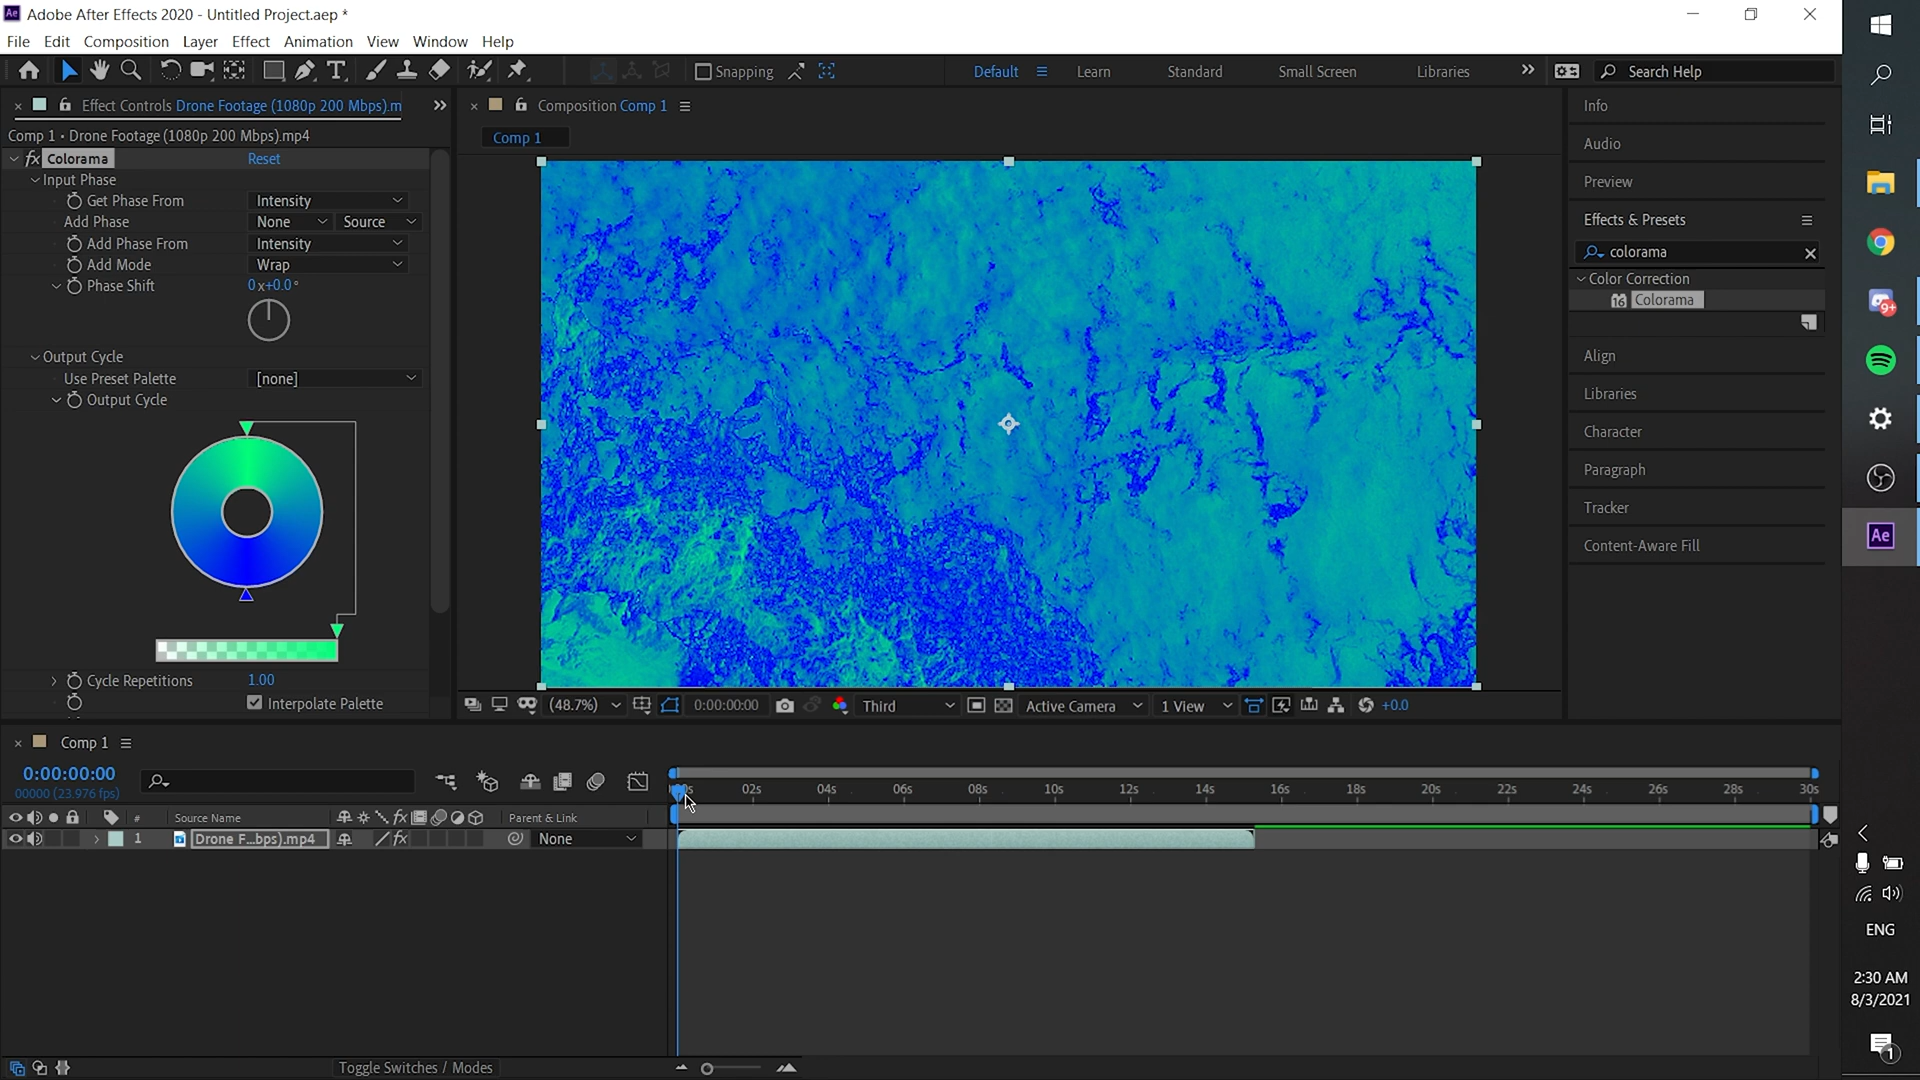 Ae Adobe After Effects 2020 - Untitled Project.aep *
File Edit Composition Layer Effect Animation View Window Help
Snapping Default Learn Standard Small Screen Libraries Search Help
Effect Controls Drone Footage (1080p 200 Mbps).m
Composition Comp 1
Comp 1 • Drone Footage (1080p 200 Mbps).mp4
Comp 1
fx Colorama Reset
Input Phase
Get Phase From Intensity
Add Phase None Source
Add Phase From Intensity
Add Mode Wrap
Phase Shift 0x+0.0°
Output Cycle
Use Preset Palette [none]
Output Cycle
Cycle Repetitions 1.00
Interpolate Palette
(48.7%) 0:00:00:00 Third Active Camera 1 View +0.0
Info
Audio
Preview
Effects & Presets
colorama
Color Correction
16 Colorama
Align
Libraries
Character
Paragraph
Tracker
Content-Aware Fill
Comp 1
0:00:00:00
00000 (23.976 fps)
02s 04s 06s 08s 10s 12s 14s 16s 18s 20s 22s 24s 26s 28s 30s
# Source Name fx Parent & Link
1 Drone F...bps).mp4 fx None
Toggle Switches / Modes
9+
Ae
ENG
2:30 AM
8/3/2021
1